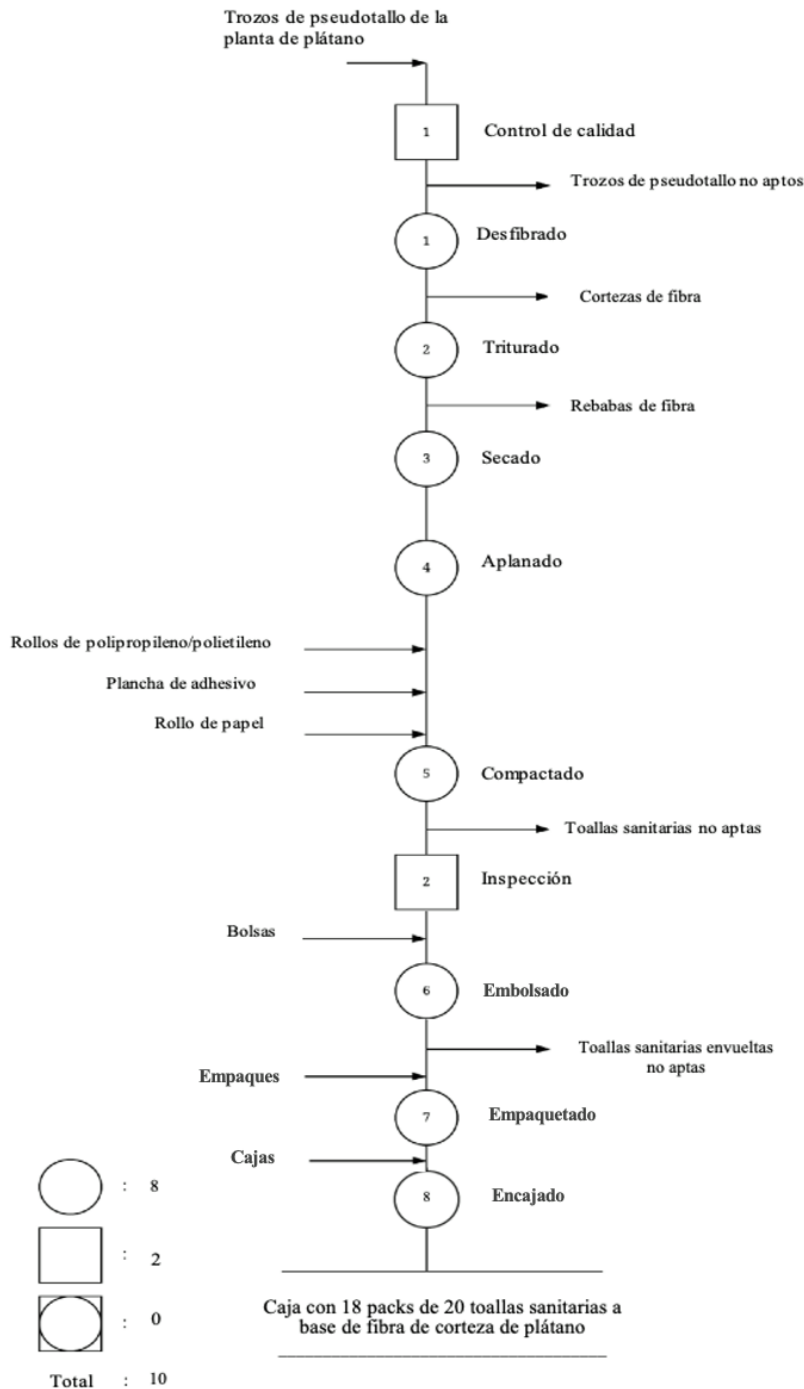 Trozos de pseudotallo de la
planta de plátano
1
Control de calidad
Trozos de pseudotallo no aptos
1
Desfibrado
Cortezas de fibra
2
Triturado
Rebabas de fibra
3
Secado
4
Aplanado
Rollos de polipropileno/polietileno
Plancha de adhesivo
Rollo de papel
5
Compactado
Toallas sanitarias no aptas
2
Inspección
Bolsas
6
Embolsado
Toallas sanitarias envueltas
no aptas
Empaques
7
Empaquetado
Cajas
8
Encajado
: 8
: 2
: 0
Total : 10
Caja con 18 packs de 20 toallas sanitarias a
base de fibra de corteza de plátano